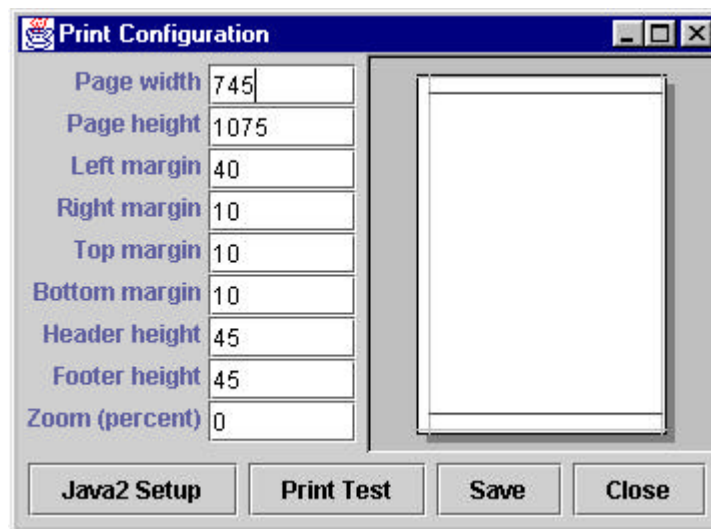 Print Configuration
Page width 745
Page height 1075
Left margin 40
Right margin 10
Top margin 10
Bottom margin 10
Header height 45
Footer height 45
Zoom (percent) 0
Java2 Setup Print Test Save Close